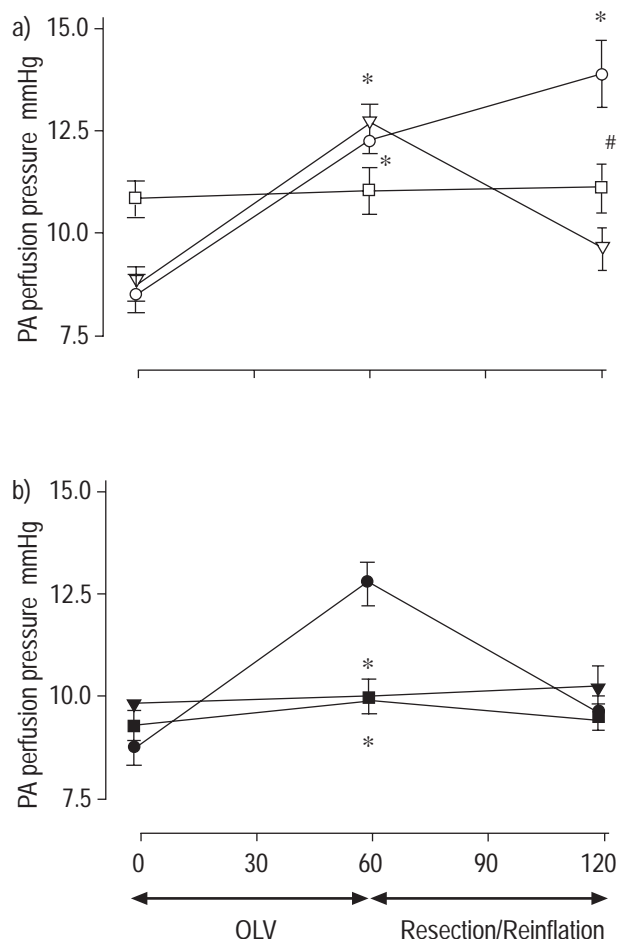 a)
PA perfusion pressure mmHg
15.0
12.5
10.0
7.5
*
*
*
#
b)
PA perfusion pressure mmHg
15.0
12.5
10.0
7.5
*
*
0 30 60 90 120
OLV Resection/Reinflation